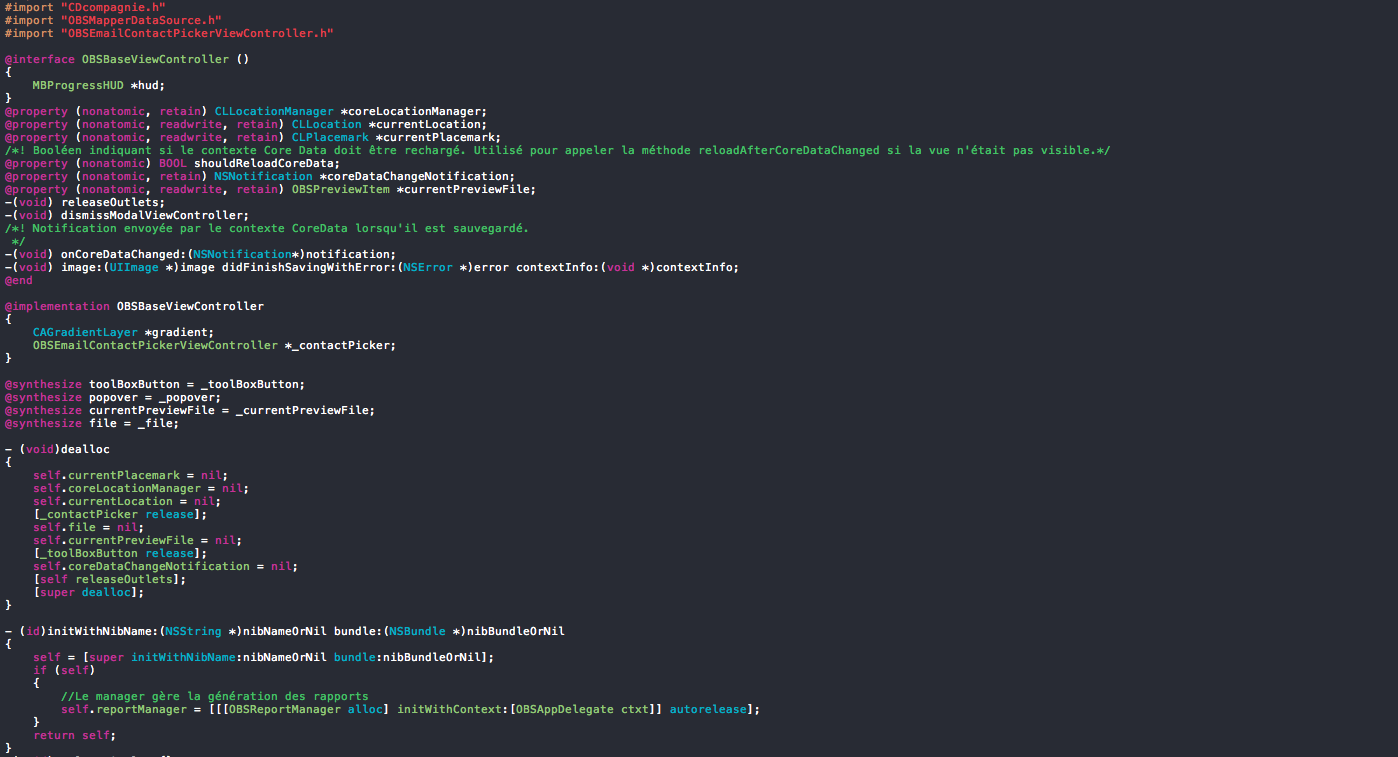 #import "CDcompagnie.h"
#import "OBSMapperDataSource.h"
#import "OBSEmailContactPickerViewController.h"

@interface OBSBaseViewController ()
{
    MBProgressHUD *hud;
}
@property (nonatomic, retain) CLLocationManager *coreLocationManager;
@property (nonatomic, readwrite, retain) CLLocation *currentLocation;
@property (nonatomic, readwrite, retain) CLPlacemark *currentPlacemark;
/*! Booléen indiquant si le contexte Core Data doit être rechargé. Utilisé pour appeler la méthode reloadAfterCoreDataChanged si la vue n'était pas visible.*/
@property (nonatomic) BOOL shouldReloadCoreData;
@property (nonatomic, retain) NSNotification *coreDataChangeNotification;
@property (nonatomic, readwrite, retain) OBSPreviewItem *currentPreviewFile;
-(void) releaseOutlets;
-(void) dismissModalViewController;
/*! Notification envoyée par le contexte CoreData lorsqu'il est sauvegardé.
 */
-(void) onCoreDataChanged:(NSNotification*)notification;
-(void) image:(UIImage *)image didFinishSavingWithError:(NSError *)error contextInfo:(void *)contextInfo;
@end

@implementation OBSBaseViewController
{
    CAGradientLayer *gradient;
    OBSEmailContactPickerViewController *_contactPicker;
}

@synthesize toolBoxButton = _toolBoxButton;
@synthesize popover = _popover;
@synthesize currentPreviewFile = _currentPreviewFile;
@synthesize file = _file;

- (void)dealloc
{
    self.currentPlacemark = nil;
    self.coreLocationManager = nil;
    self.currentLocation = nil;
    [_contactPicker release];
    self.file = nil;
    self.currentPreviewFile = nil;
    [_toolBoxButton release];
    self.coreDataChangeNotification = nil;
    [self releaseOutlets];
    [super dealloc];
}

- (id)initWithNibName:(NSString *)nibNameOrNil bundle:(NSBundle *)nibBundleOrNil
{
    self = [super initWithNibName:nibNameOrNil bundle:nibBundleOrNil];
    if (self)
    {
        //Le manager gère la génération des rapports
        self.reportManager = [[[OBSReportManager alloc] initWithContext:[OBSAppDelegate ctxt]] autorelease];
    }
    return self;
}